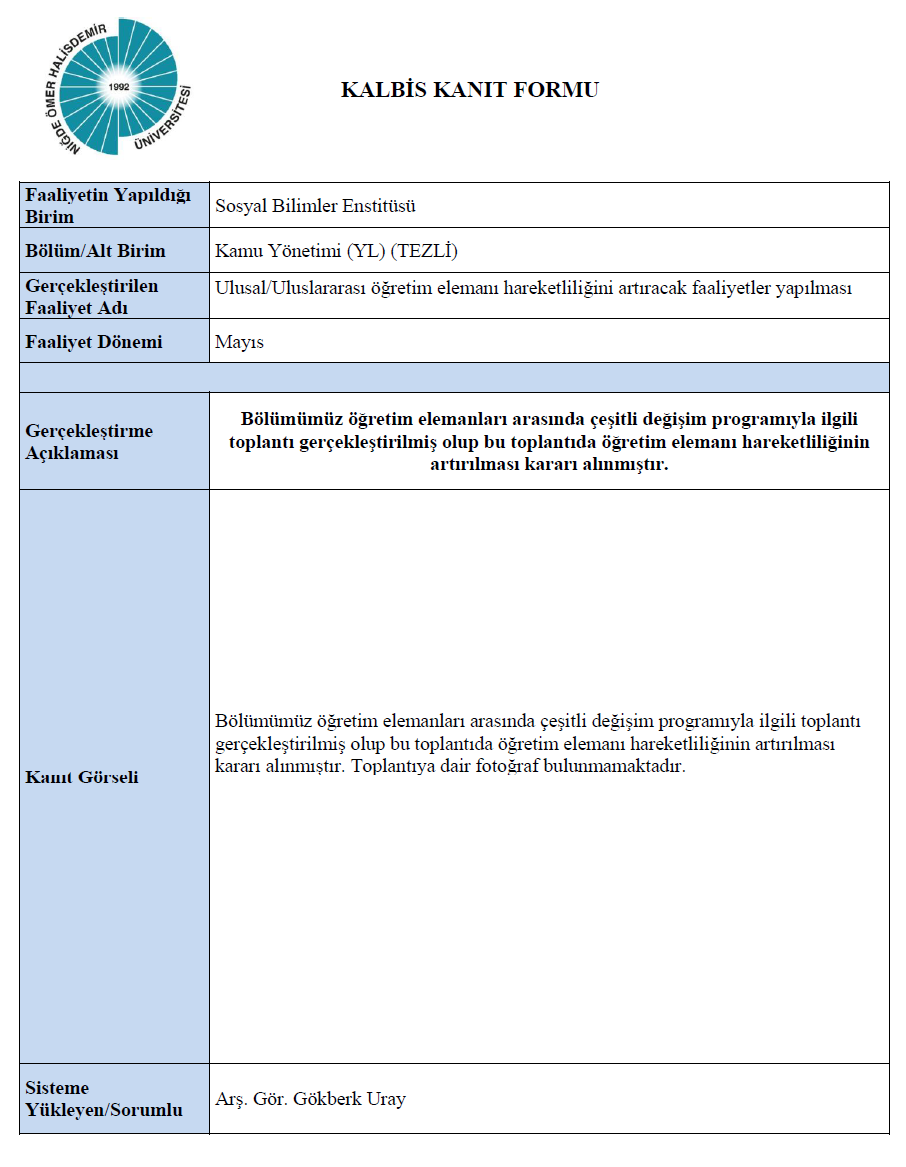 NİĞDE ÖMER HALİSDEMİR
ÜNİVERSİTESİ
1992
KALBİS KANIT FORMU
Faaliyetin Yapıldığı
Birim
Sosyal Bilimler Enstitüsü
Bölüm/Alt Birim
Kamu Yönetimi (YL) (TEZLİ)
Gerçekleştirilen
Faaliyet Adı
Ulusal/Uluslararası öğretim elemanı hareketliliğini artıracak faaliyetler yapılması
Faaliyet Dönemi
Mayıs
Gerçekleştirme
Açıklaması
Bölümümüz öğretim elemanları arasında çeşitli değişim programıyla ilgili
toplantı gerçekleştirilmiş olup bu toplantıda öğretim elemanı hareketliliğinin
artırılması kararı alınmıştır.
Kanıt Görseli
Bölümümüz öğretim elemanları arasında çeşitli değişim programıyla ilgili toplantı
gerçekleştirilmiş olup bu toplantıda öğretim elemanı hareketliliğinin artırılması
kararı alınmıştır. Toplantıya dair fotoğraf bulunmamaktadır.
Sisteme
Yükleyen/Sorumlu
Arş. Gör. Gökberk Uray